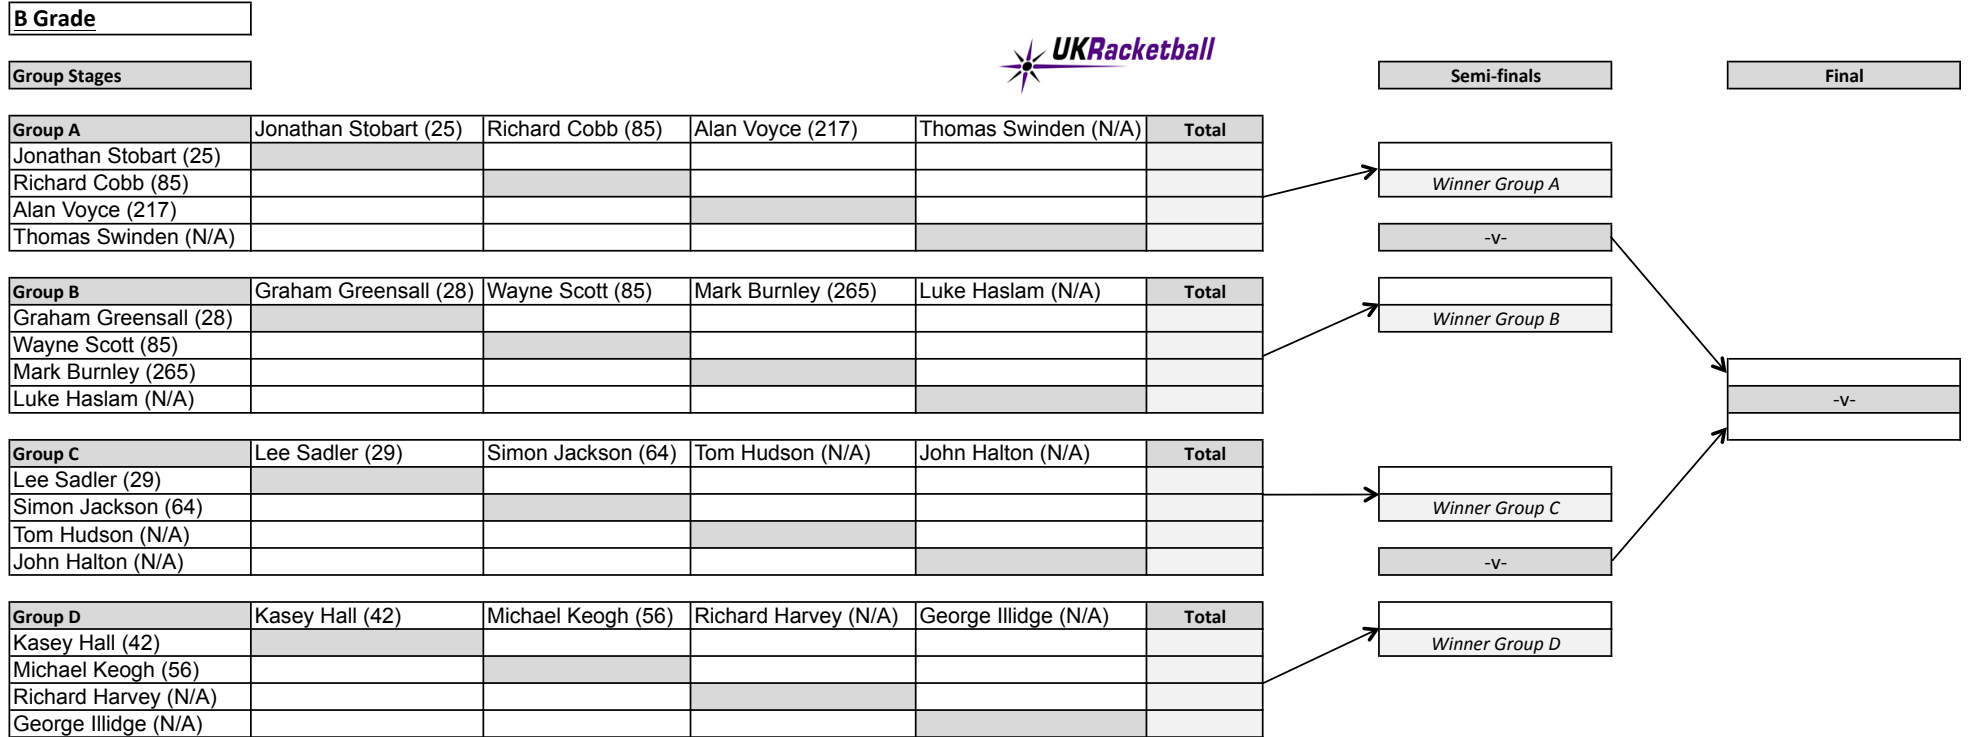 B Grade
UKRacketball
Group Stages Semi-finals Final
Group A Jonathan Stobart (25) Richard Cobb (85) Alan Voyce (217) Thomas Swinden (N/A) Total
Jonathan Stobart (25)
Richard Cobb (85) Winner Group A
Alan Voyce (217)
Thomas Swinden (N/A) -v-
Group B Graham Greensall (28) Wayne Scott (85) Mark Burnley (265) Luke Haslam (N/A) Total
Graham Greensall (28) Winner Group B
Wayne Scott (85)
Mark Burnley (265)
Luke Haslam (N/A) -v-
Group C Lee Sadler (29) Simon Jackson (64) Tom Hudson (N/A) John Halton (N/A) Total
Lee Sadler (29)
Simon Jackson (64) Winner Group C
Tom Hudson (N/A)
John Halton (N/A) -v-
Group D Kasey Hall (42) Michael Keogh (56) Richard Harvey (N/A) George Illidge (N/A) Total
Kasey Hall (42) Winner Group D
Michael Keogh (56)
Richard Harvey (N/A)
George Illidge (N/A)